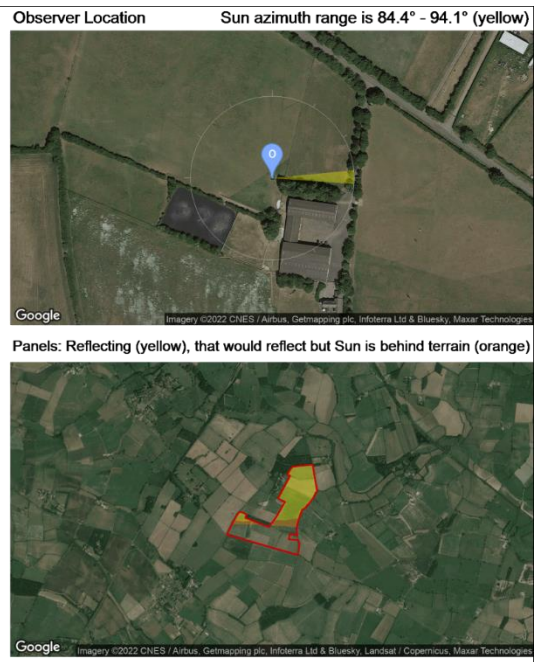 Observer Location Sun azimuth range is 84.4° - 94.1° (yellow)
O
Google Imagery ©2022 CNES / Airbus, Getmapping plc, Infoterra Ltd & Bluesky, Maxar Technologies
Panels: Reflecting (yellow), that would reflect but Sun is behind terrain (orange)
Google Imagery ©2022 CNES / Airbus, Getmapping plc, Infoterra Ltd & Bluesky, Landsat / Copernicus, Maxar Technologies